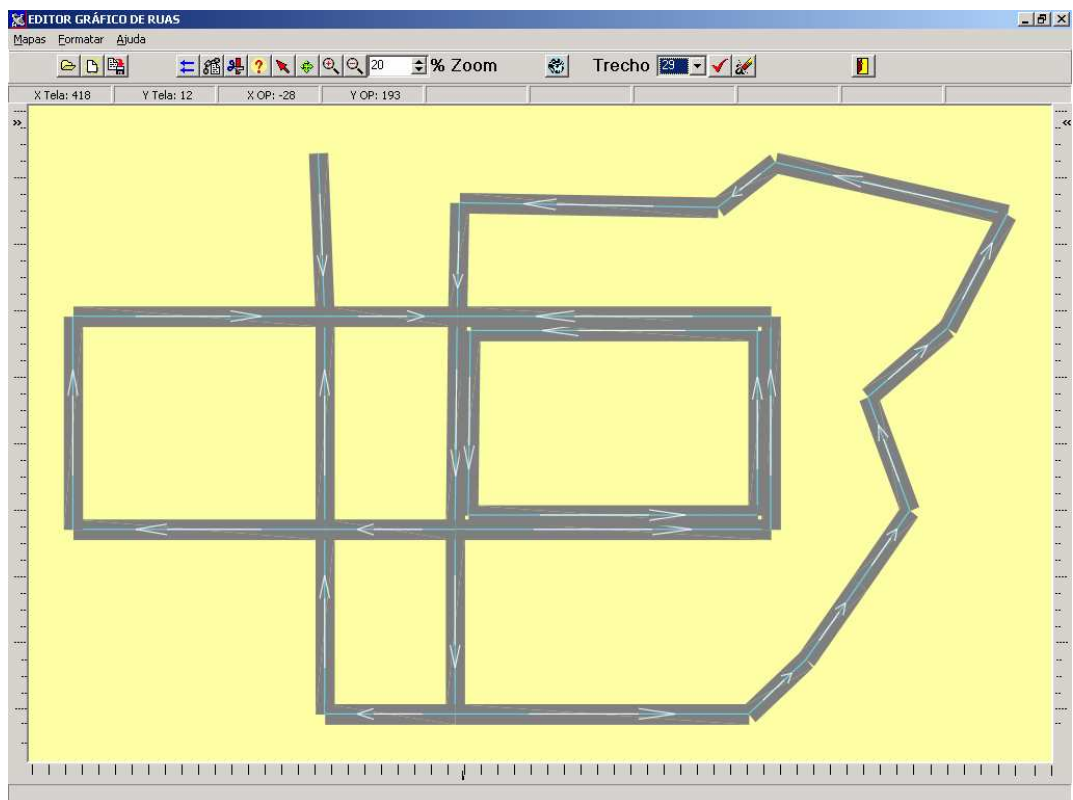 EDITOR GRÁFICO DE RUAS
Mapas Formatar Ajuda
20 % Zoom Trecho 29
X Tela: 418 Y Tela: 12 X OP: -28 Y OP: 193